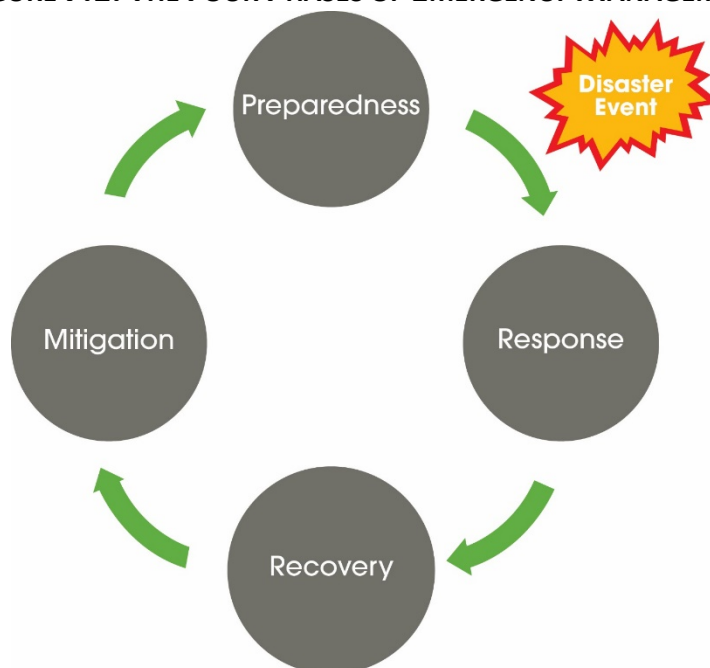 Preparedness
Disaster
Event
Mitigation
Response
Recovery